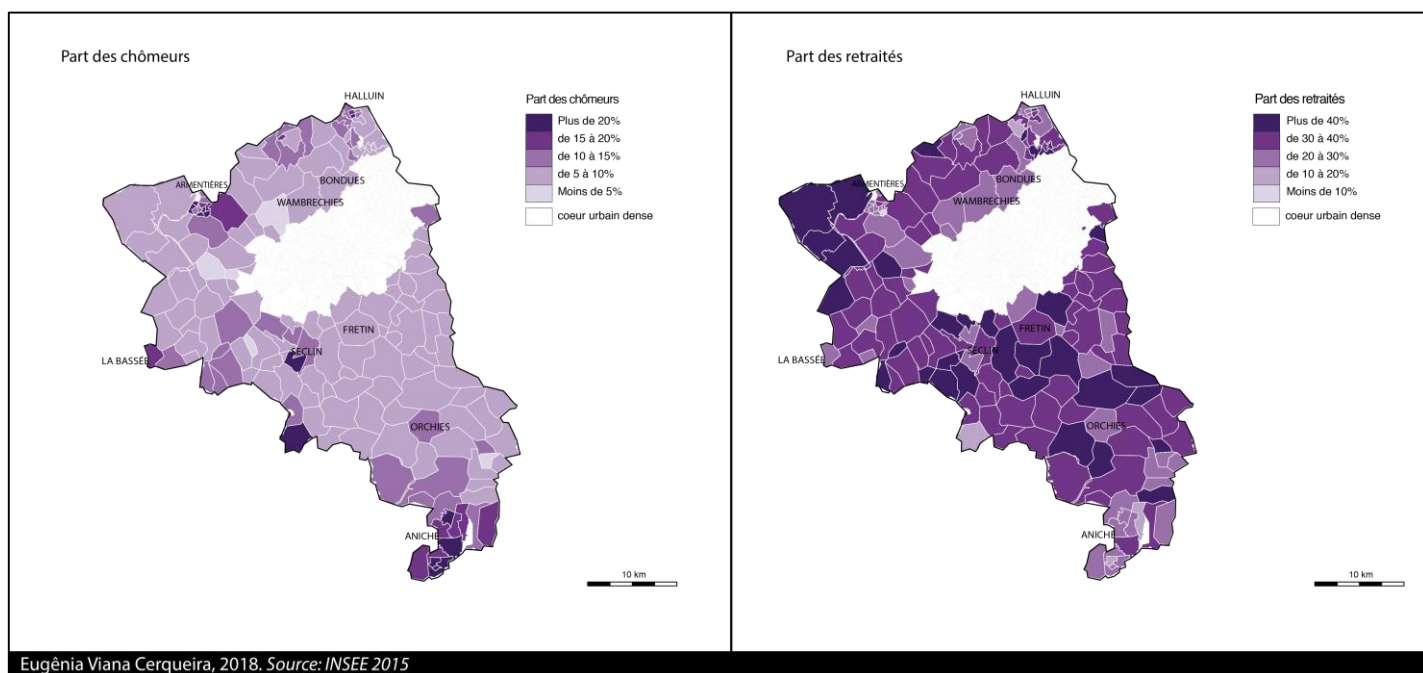 Part des chômeurs
HALLUIN
Part des chômeurs
Plus de 20%
de 15 à 20%
de 10 à 15%
de 5 à 10%
Moins de 5%
coeur urbain dense
ARMENTIÈRES
BONDUES
WAMBRECHIES
FRETIN
SECLIN
LA BASSÉE
ORCHIES
ANICHE
10 km
Part des retraités
HALLUIN
Part des retraités
Plus de 40%
de 30 à 40%
de 20 à 30%
de 10 à 20%
Moins de 10%
coeur urbain dense
ARMENTIÈRES
BONDUES
WAMBRECHIES
FRETIN
SECLIN
LA BASSÉE
ORCHIES
ANICHE
10 km
Eugênia Viana Cerqueira, 2018. Source: INSEE 2015